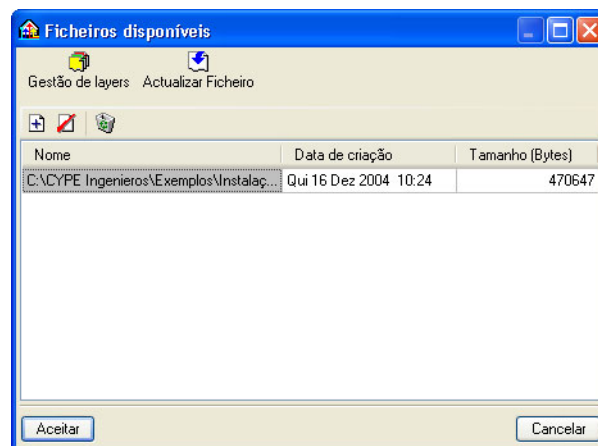 Ficheiros disponíveis
Gestão de layers Actualizar Ficheiro
Nome Data de criação Tamanho (Bytes)
C:\CYPE Ingenieros\Exemplos\Instalaç... Qui 16 Dez 2004 10:24 470647
Aceitar Cancelar